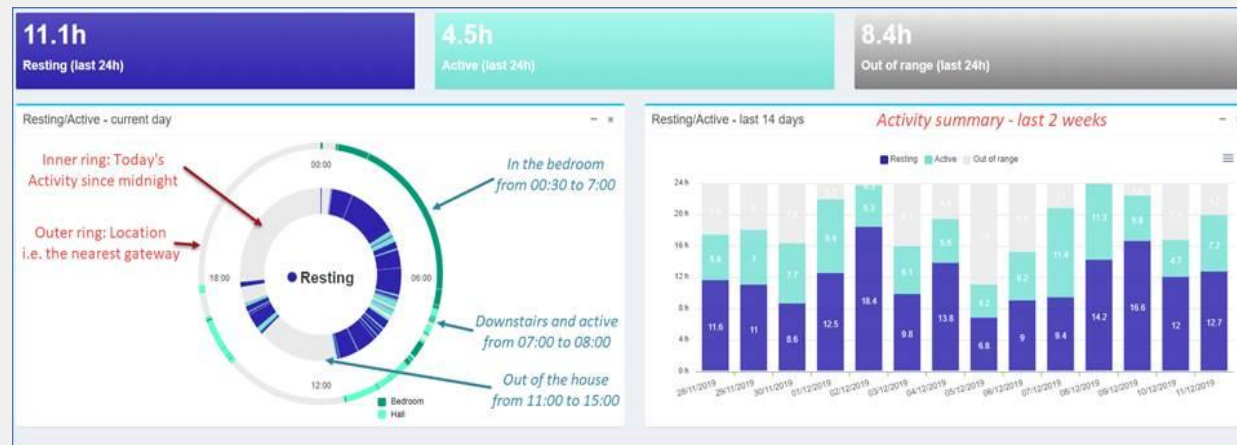 11.1h
Resting (last 24h)
4.5h
Active (last 24h)
8.4h
Out of range (last 24h)
Resting/Active - current day
Inner ring: Today's
Activity since midnight
Outer ring: Location
i.e. the nearest gateway
00:00
06:00
12:00
18:00
Resting
In the bedroom
from 00:30 to 7:00
Downstairs and active
from 07:00 to 08:00
Out of the house
from 11:00 to 15:00
Bedroom
Hall
Resting/Active - last 14 days
Activity summary - last 2 weeks
Resting Active Out of range
24 h
20 h
16 h
12 h
8 h
4 h
0 h
5.8 7 7.7 9.4 5.3 6.1 5.6 4.2 6.2 11.4 11.3 5.8 4.7 7.2
11.6 11 8.6 12.5 18.4 9.8 13.8 6.8 9 9.4 14.2 16.6 12 12.7
28/11/2019 29/11/2019 30/11/2019 01/12/2019 02/12/2019 03/12/2019 04/12/2019 05/12/2019 06/12/2019 07/12/2019 08/12/2019 09/12/2019 10/12/2019 11/12/2019